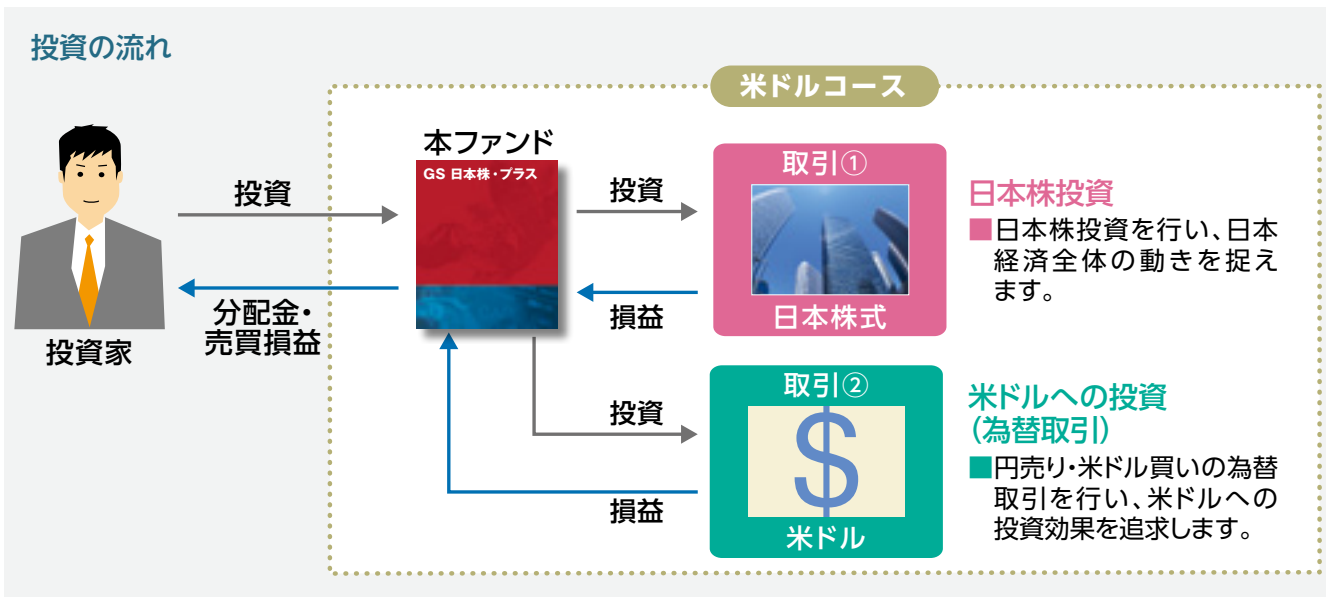 投資の流れ
米ドルコース
本ファンド
GS 日本株・プラス
投資
分配金・
売買損益
投資家
投資
損益
取引①
日本株式
日本株投資
■日本株投資を行い、日本
経済全体の動きを捉え
ます。
投資
損益
取引②
$
米ドル
米ドルへの投資
（為替取引）
■円売り・米ドル買いの為替
取引を行い、米ドルへの
投資効果を追求します。